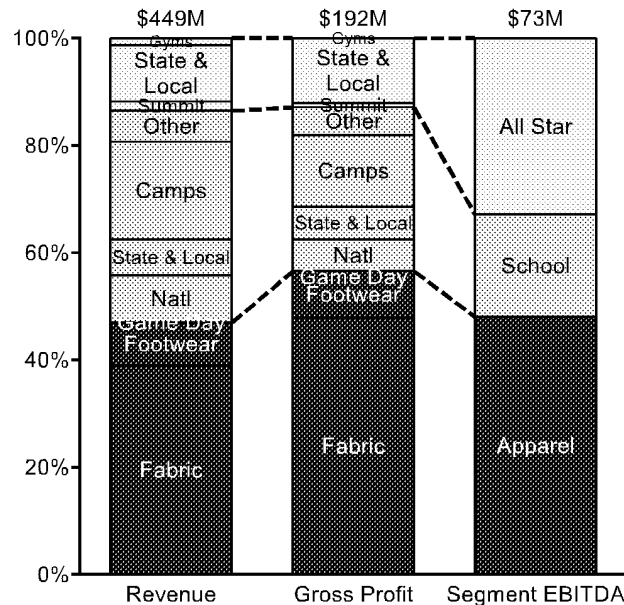 $449M $192M $73M
100%
80%
60%
40%
20%
0%
Gyms
State &
Local
Summit
Other
Camps
State & Local
Natl
Game Day
Footwear
Fabric
Gyms
State &
Local
Summit
Other
Camps
State & Local
Natl
Game Day
Footwear
Fabric
All Star
School
Apparel
Revenue Gross Profit Segment EBITDA